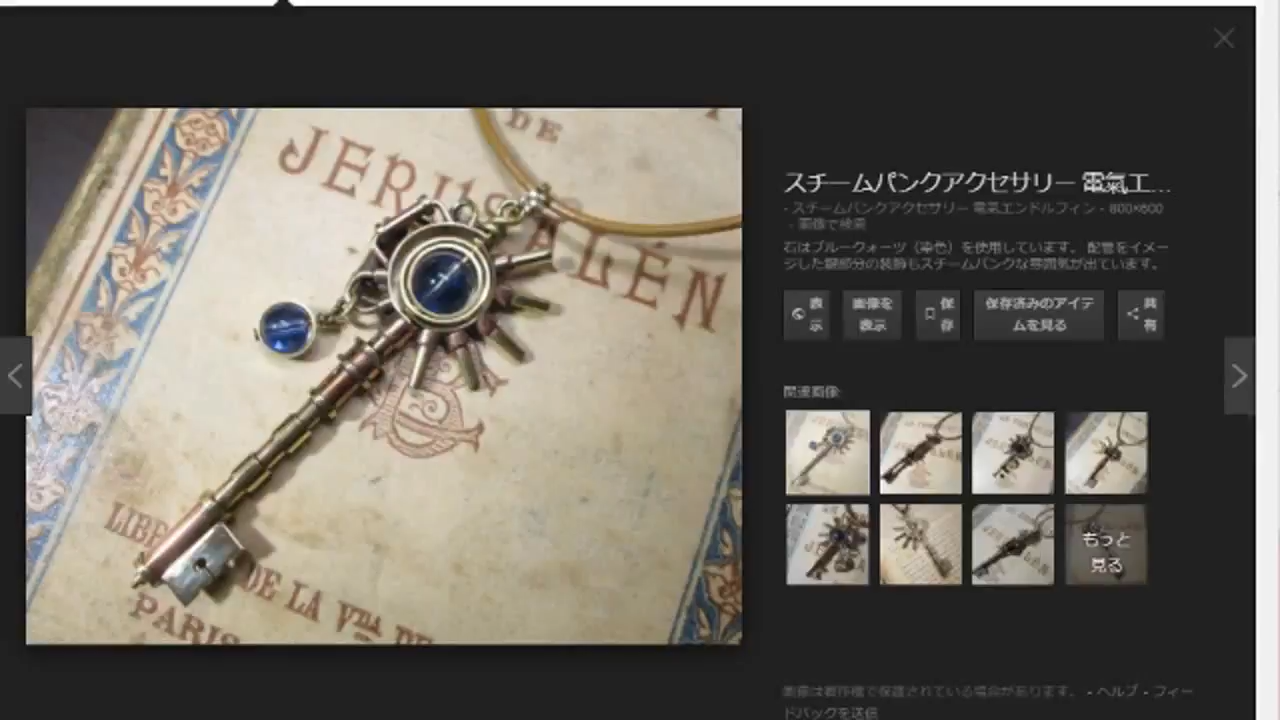 DE
JERUSALEN
LIBR
DE LA Vᴰᴬ DE
PARIS
スチームパンクアクセサリー 電氣エ...
- スチームパンクアクセサリー 電氣エンドルフィン - 800×600
- 画像で検索
石はブルークォーツ（染色）を使用しています。 配管をイメー
ジした鍵部分の装飾もスチームパンクな雰囲気が出ています。
表示
画像を
表示
保存
保存済みのアイテ
ムを見る
共有
関連画像:
もっと
見る
画像は著作権で保護されている場合があります。 - ヘルプ - フィー
ドバックを送信